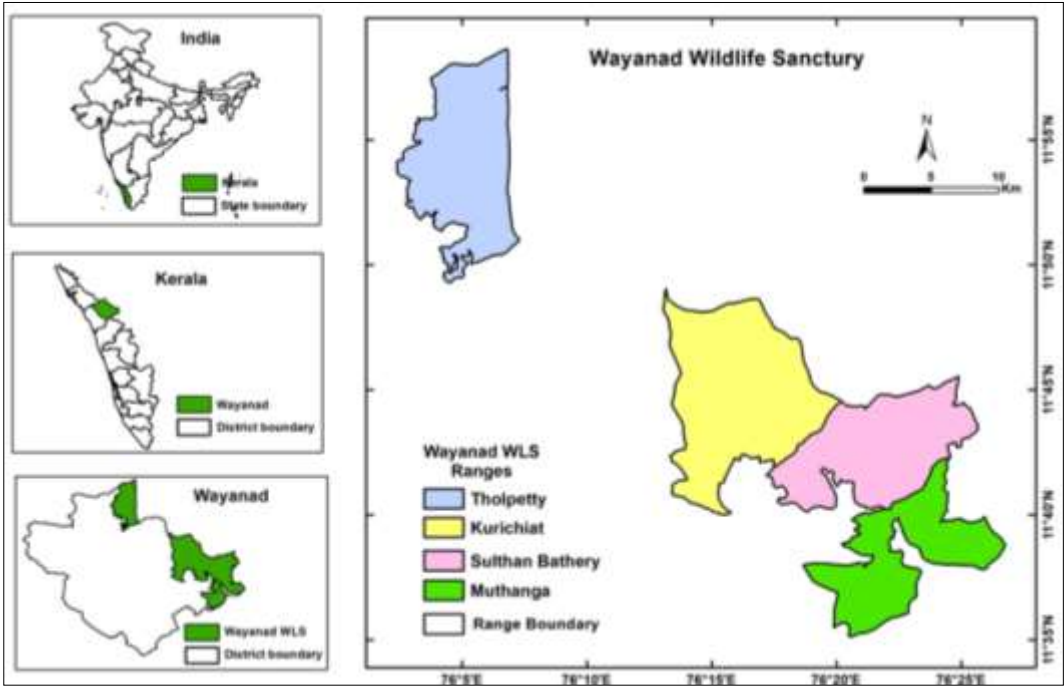 India
Kerala
State boundary
Kerala
Wayanad
District boundary
Wayanad
Wayanad WLS
District boundary
Wayanad Wildlife Sanctury
N
0 5 10
Km
Wayanad WLS
Ranges
Tholpetty
Kurichiat
Sulthan Bathery
Muthanga
Range Boundary
11°55'N
11°50'N
11°45'N
11°40'N
11°35'N
76°5'E 76°10'E 76°15'E 76°20'E 76°25'E